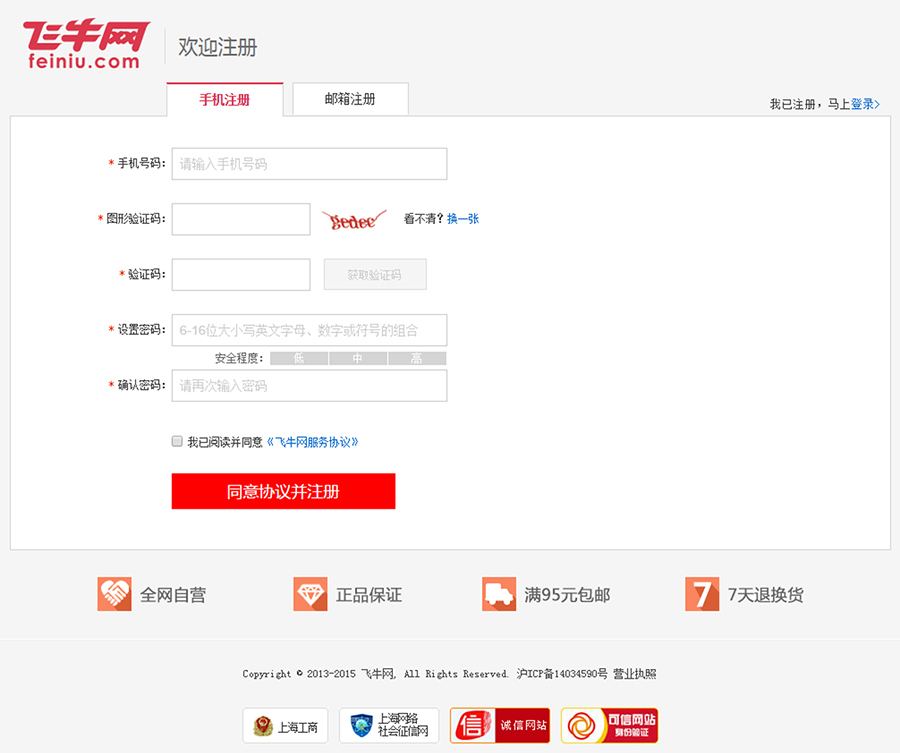 飞牛网
feiniu.com
欢迎注册
手机注册
邮箱注册
我已注册，马上登录>
* 手机号码:
请输入手机号码
* 图形验证码:
gedec
看不清？换一张
* 验证码:
获取验证码
* 设置密码:
6-16位大小写英文字母、数字或符号的组合
安全程度: 低 中 高
* 确认密码:
请再次输入密码
我已阅读并同意《飞牛网服务协议》
同意协议并注册
全网自营
正品保证
满95元包邮
7
7天退换货
Copyright © 2013-2015 飞牛网, All Rights Reserved. 沪ICP备14034590号 营业执照
上海工商
上海网络
社会征信网
信
诚信网站
可信网站
身份验证